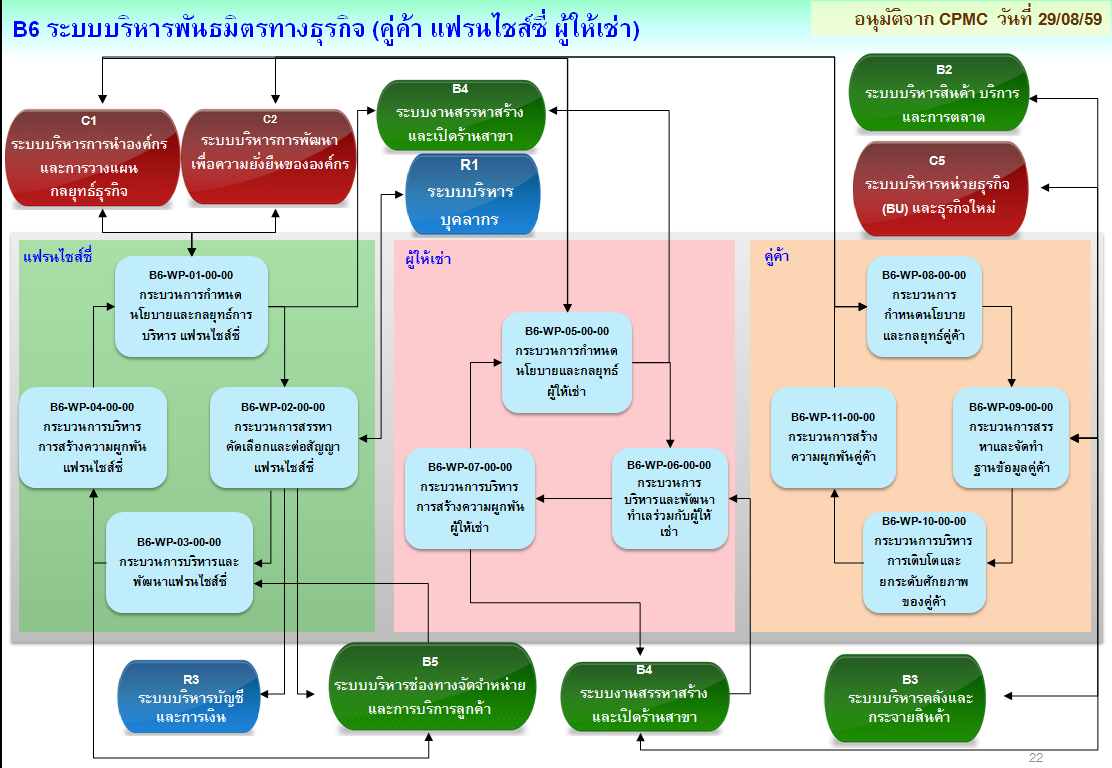 B6 ระบบบริหารพันธมิตรทางธุรกิจ (คู่ค้า แฟรนไชส์ซี่ ผู้ให้เช่า)
อนุมัติจาก CPMC วันที่ 29/08/59
C1
ระบบบริหารการนำองค์กร
และการวางแผน
กลยุทธ์ธุรกิจ
C2
ระบบบริหารการพัฒนา
เพื่อความยั่งยืนขององค์กร
B4
ระบบงานสรรหาสร้าง
และเปิดร้านสาขา
R1
ระบบบริหาร
บุคลากร
B2
ระบบบริหารสินค้า บริการ
และการตลาด
C5
ระบบบริหารหน่วยธุรกิจ
(BU) และธุรกิจใหม่
แฟรนไชส์ซี่
B6-WP-01-00-00
กระบวนการกำหนด
นโยบายและกลยุทธ์การ
บริหาร แฟรนไชส์ซี่
B6-WP-04-00-00
กระบวนการบริหาร
การสร้างความผูกพัน
แฟรนไชส์ซี่
B6-WP-02-00-00
กระบวนการสรรหา
คัดเลือกและต่อสัญญา
แฟรนไชส์ซี่
B6-WP-03-00-00
กระบวนการบริหารและ
พัฒนาแฟรนไชส์ซี่
ผู้ให้เช่า
B6-WP-05-00-00
กระบวนการกำหนด
นโยบายและกลยุทธ์
ผู้ให้เช่า
B6-WP-07-00-00
กระบวนการบริหาร
การสร้างความผูกพัน
ผู้ให้เช่า
B6-WP-06-00-00
กระบวนการ
บริหารและพัฒนา
ทำเลร่วมกับผู้ให้
เช่า
คู่ค้า
B6-WP-08-00-00
กระบวนการ
กำหนดนโยบาย
และกลยุทธ์คู่ค้า
B6-WP-11-00-00
กระบวนการสร้าง
ความผูกพันคู่ค้า
B6-WP-09-00-00
กระบวนการสรร
หาและจัดทำ
ฐานข้อมูลคู่ค้า
B6-WP-10-00-00
กระบวนการบริหาร
การเติบโตและ
ยกระดับศักยภาพ
ของคู่ค้า
R3
ระบบบริหารบัญชี
และการเงิน
B5
ระบบบริหารช่องทางจัดจำหน่าย
และการบริการลูกค้า
B4
ระบบงานสรรหาสร้าง
และเปิดร้านสาขา
B3
ระบบบริหารคลังและ
กระจายสินค้า
22